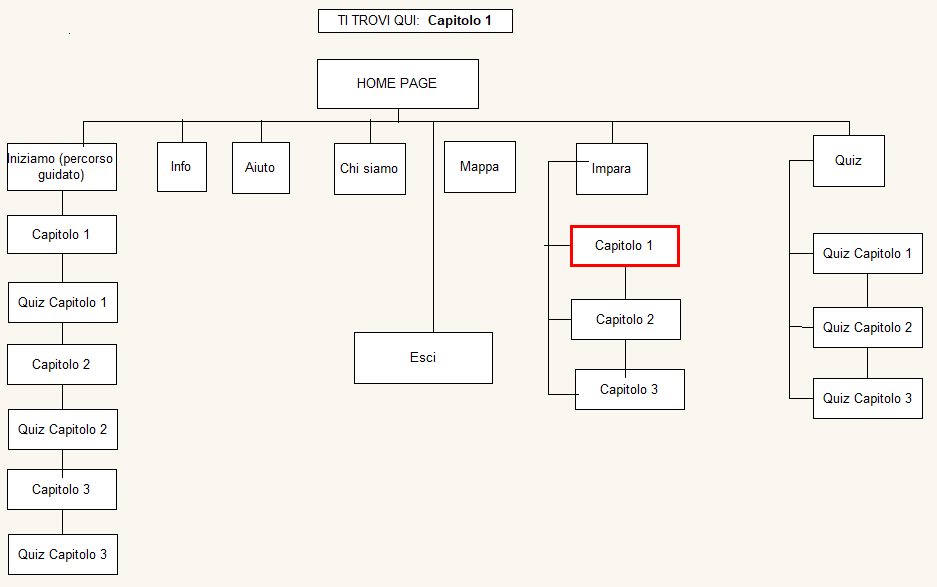 TI TROVI QUI: Capitolo 1
HOME PAGE
Iniziamo (percorso
guidato)
Info
Aiuto
Chi siamo
Mappa
Impara
Quiz
Capitolo 1
Quiz Capitolo 1
Capitolo 2
Quiz Capitolo 2
Capitolo 3
Quiz Capitolo 3
Esci
Capitolo 1
Capitolo 2
Capitolo 3
Quiz Capitolo 1
Quiz Capitolo 2
Quiz Capitolo 3